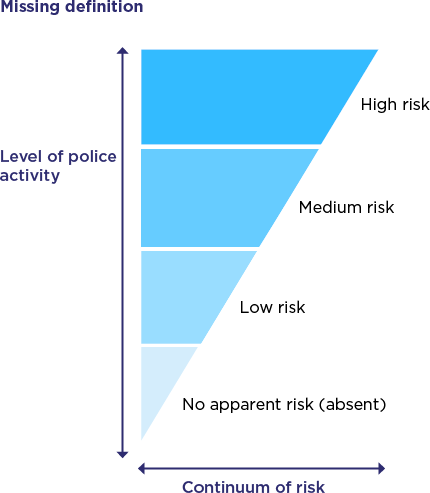 Missing definition
High risk
Level of police
activity
Medium risk
Low risk
No apparent risk (absent)
Continuum of risk